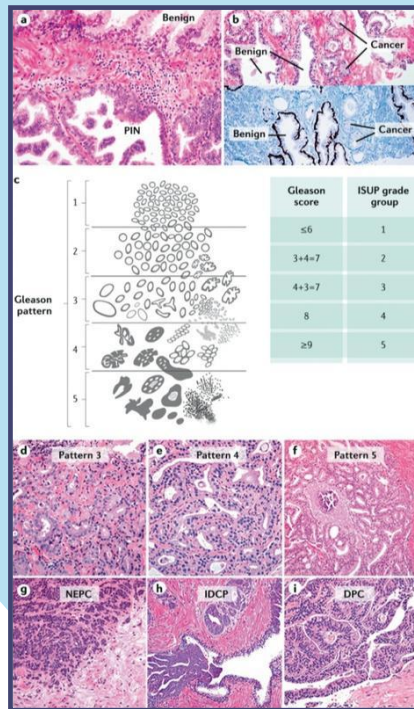 a
Benign
PIN
b
Benign
Cancer
Benign
Cancer
c
Gleason pattern
1
2
3
4
5
Gleason score ISUP grade group
≤6 1
3+4=7 2
4+3=7 3
8 4
≥9 5
d Pattern 3
e Pattern 4
f Pattern 5
g NEPC
h IDCP
i DPC